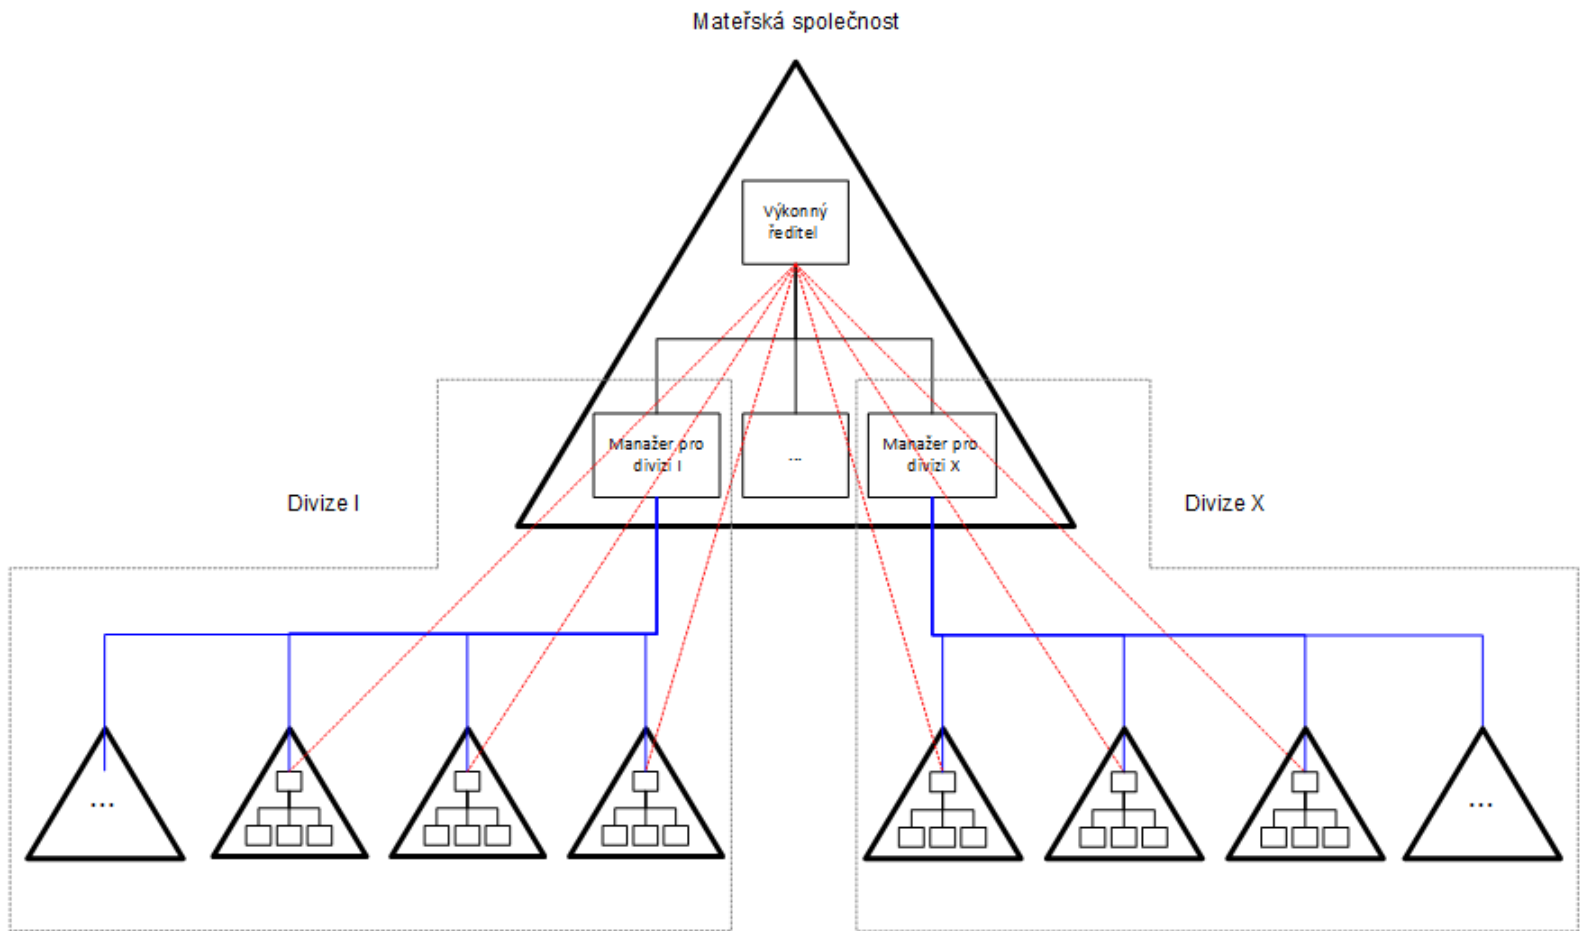 Mateřská společnost
Výkonný
ředitel
Manažer pro
divizi I
...
Manažer pro
divizi X
Divize I
Divize X
...
...